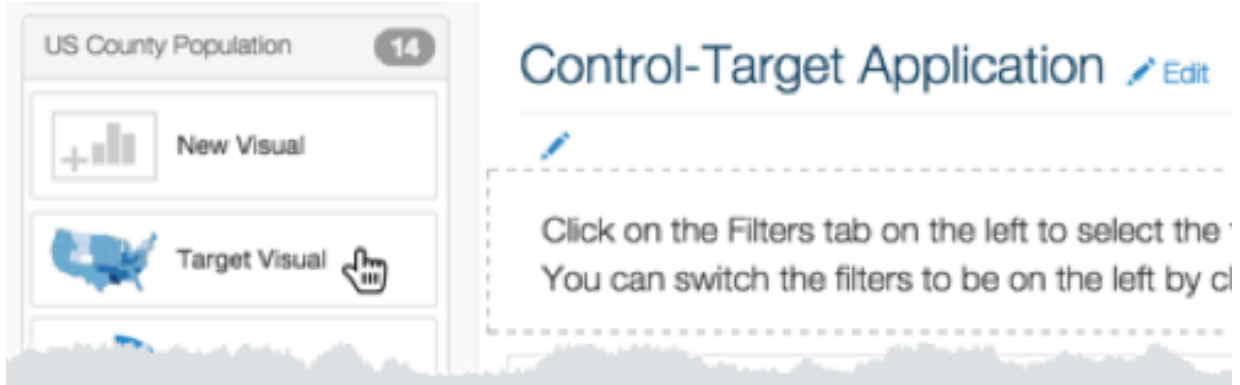 US County Population 14
New Visual
Target Visual
Control-Target Application Edit
Click on the Filters tab on the left to select the
You can switch the filters to be on the left by